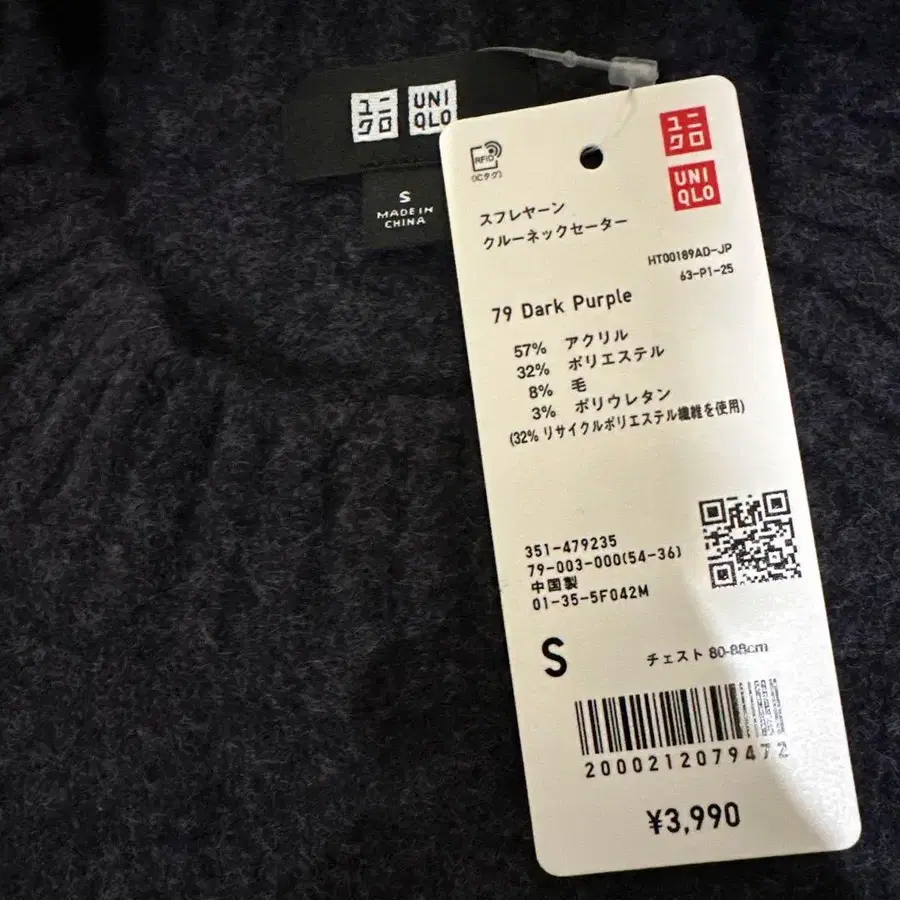 ユニ
クロ
UNI
QLO
S
MADE IN
CHINA
RFID
(ICタグ)
ユニ
クロ
UNI
QLO
スフレヤーン
クルーネックセーター
HT00189AD-JP
63-P1-25
79 Dark Purple
57% アクリル
32% ポリエステル
8% 毛
3% ポリウレタン
(32% リサイクルポリエステル繊維を使用)
351-479235
79-003-000(54-36)
中国製
01-35-5F042M
S
チェスト 80-88cm
2000212079472
¥3,990